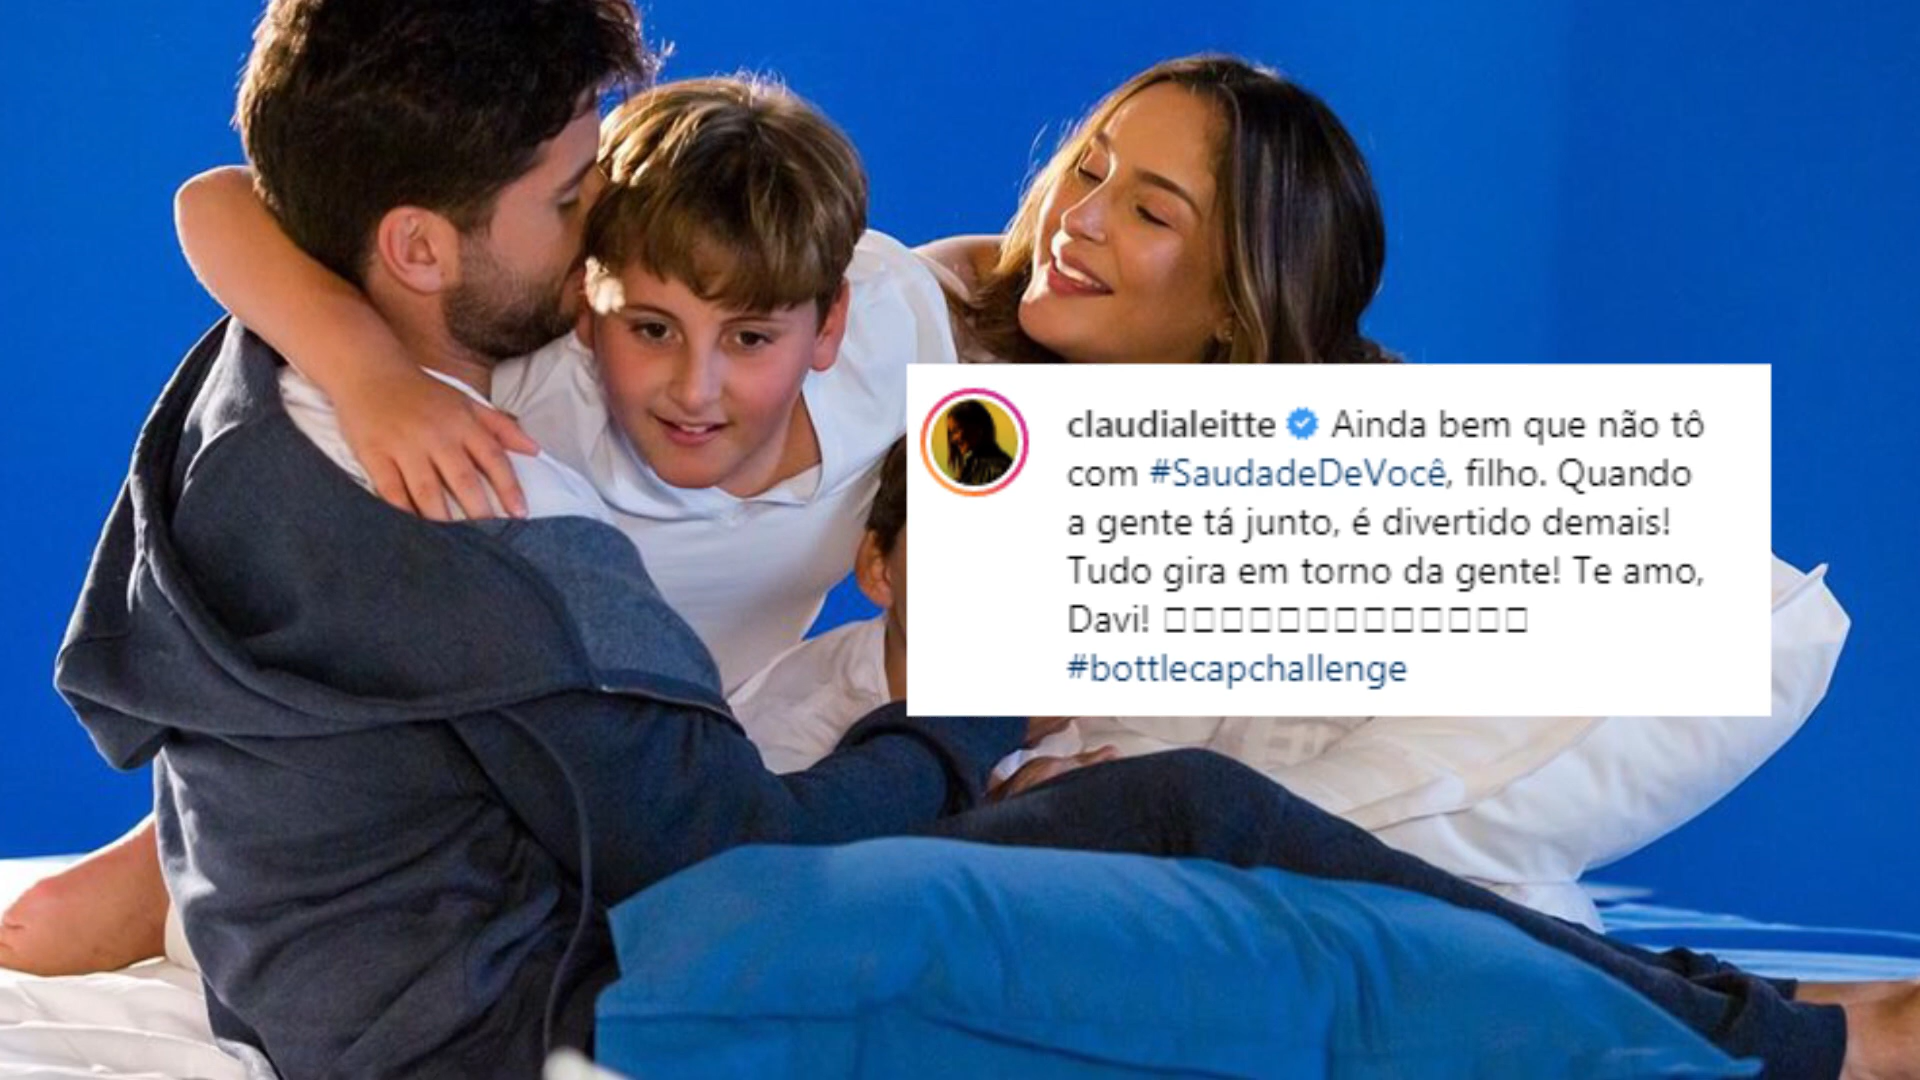 claudialeitte Ainda bem que não tô
com #SaudadeDeVocê, filho. Quando
a gente tá junto, é divertido demais!
Tudo gira em torno da gente! Te amo,
Davi! □□□□□□□□□□□□□
#bottlecapchallenge